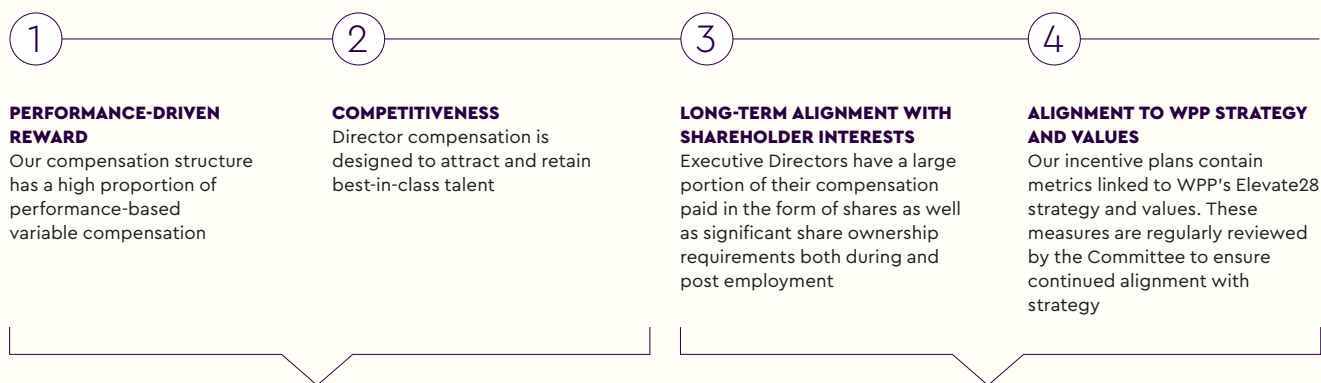 1
PERFORMANCE-DRIVEN
REWARD
Our compensation structure
has a high proportion of
performance-based
variable compensation
2
COMPETITIVENESS
Director compensation is
designed to attract and retain
best-in-class talent
3
LONG-TERM ALIGNMENT WITH
SHAREHOLDER INTERESTS
Executive Directors have a large
portion of their compensation
paid in the form of shares as well
as significant share ownership
requirements both during and
post employment
4
ALIGNMENT TO WPP STRATEGY
AND VALUES
Our incentive plans contain
metrics linked to WPP's Elevate28
strategy and values. These
measures are regularly reviewed
by the Committee to ensure
continued alignment with
strategy